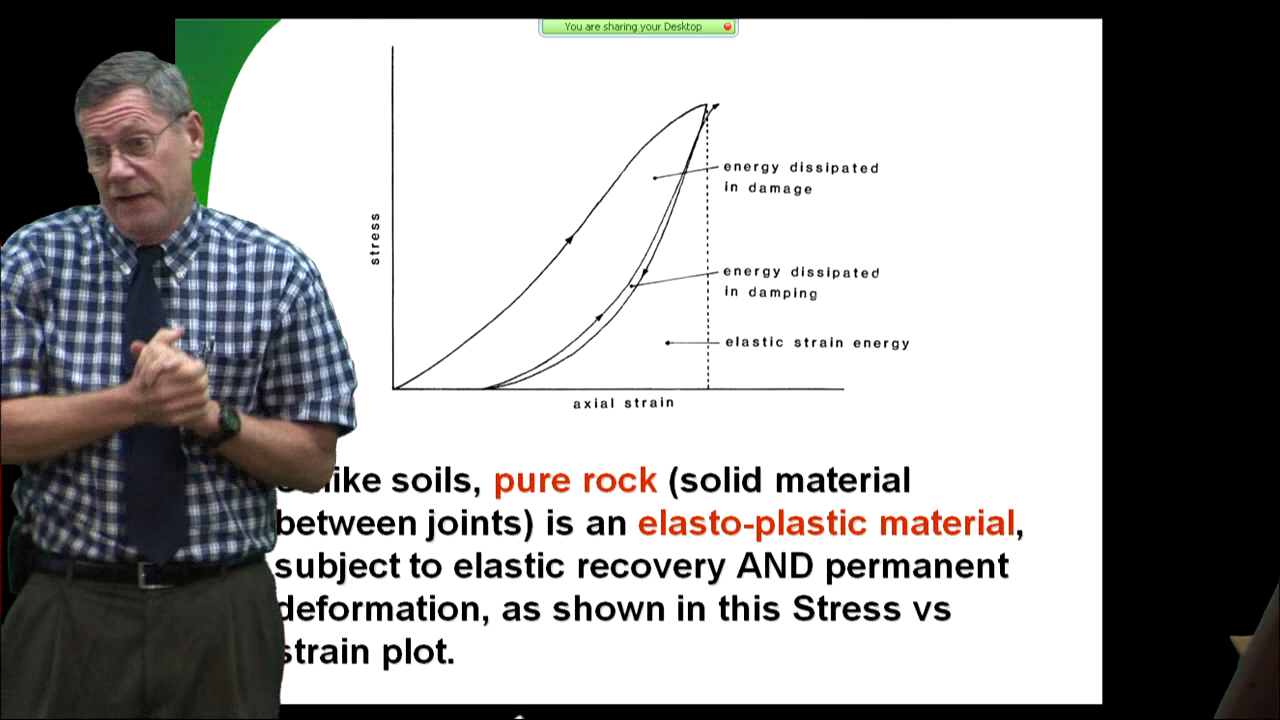 You are sharing your Desktop
energy dissipated
in damage
stress
energy dissipated
in damping
elastic strain energy
axial strain
like soils, pure rock (solid material
between joints) is an elasto-plastic material,
subject to elastic recovery AND permanent
deformation, as shown in this Stress vs
strain plot.